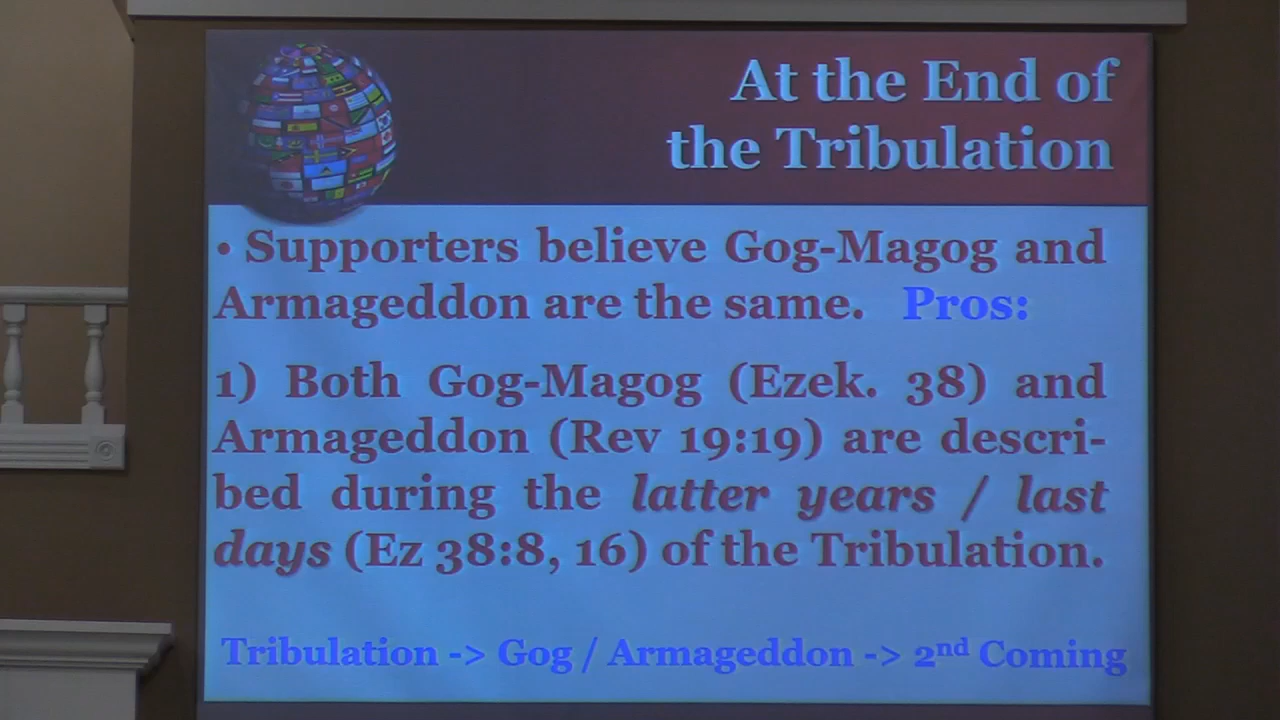 At the End of
the Tribulation
• Supporters believe Gog-Magog and
Armageddon are the same. Pros:
1) Both Gog-Magog (Ezek. 38) and
Armageddon (Rev 19:19) are descri-
bed during the latter years / last
days (Ez 38:8, 16) of the Tribulation.
Tribulation -> Gog / Armageddon -> 2nd Coming